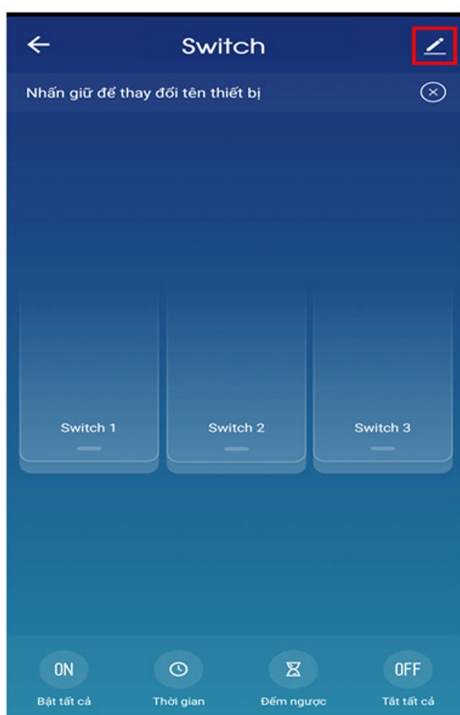 Switch
Nhấn giữ để thay đổi tên thiết bị
Switch 1 Switch 2 Switch 3
ON OFF
Bật tất cả Thời gian Đếm ngược Tắt tất cả